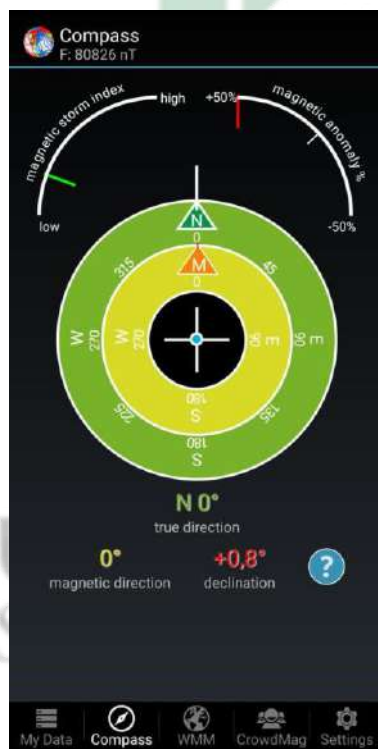 Compass
F: 80826 nT
magnetic storm index
high
low
+50%
magnetic anomaly %
-50%
N
0
M
0
315
45
W
270
W
270
E
90
E
90
225
135
180
S
180
S
N 0°
true direction
0°
magnetic direction
+0,8°
declination
?
My Data
Compass
WMM
CrowdMag
Settings